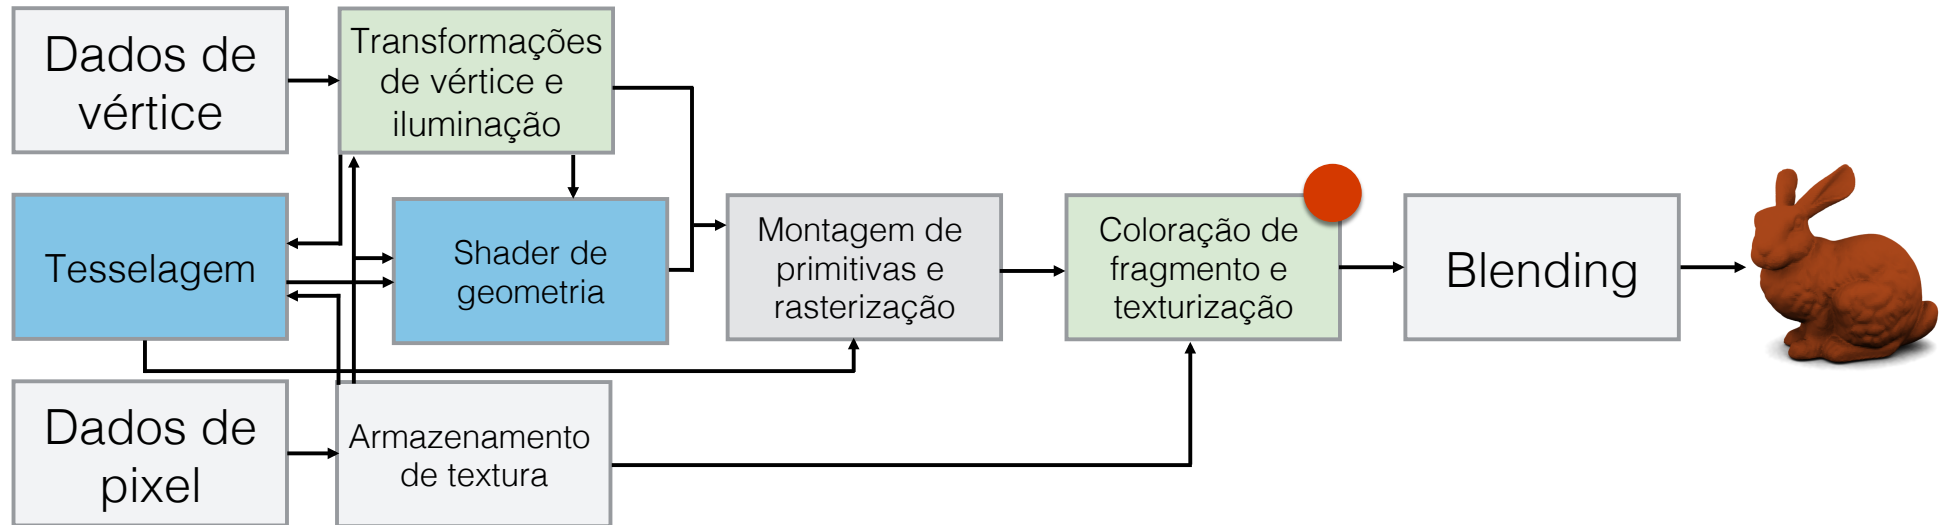 Dados de
vértice
Transformações
de vértice e
iluminação
Tesselagem
Shader de
geometria
Montagem de
primitivas e
rasterização
Coloração de
fragmento e
texturização
Blending
Dados de
pixel
Armazenamento
de textura